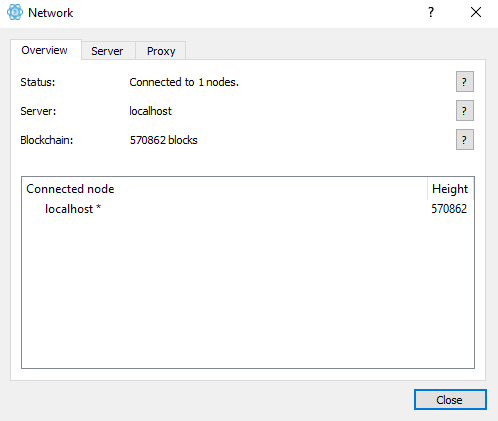 Network
?
Overview Server Proxy
Status: Connected to 1 nodes. ?
Server: localhost ?
Blockchain: 570862 blocks ?
Connected node Height
localhost * 570862
Close